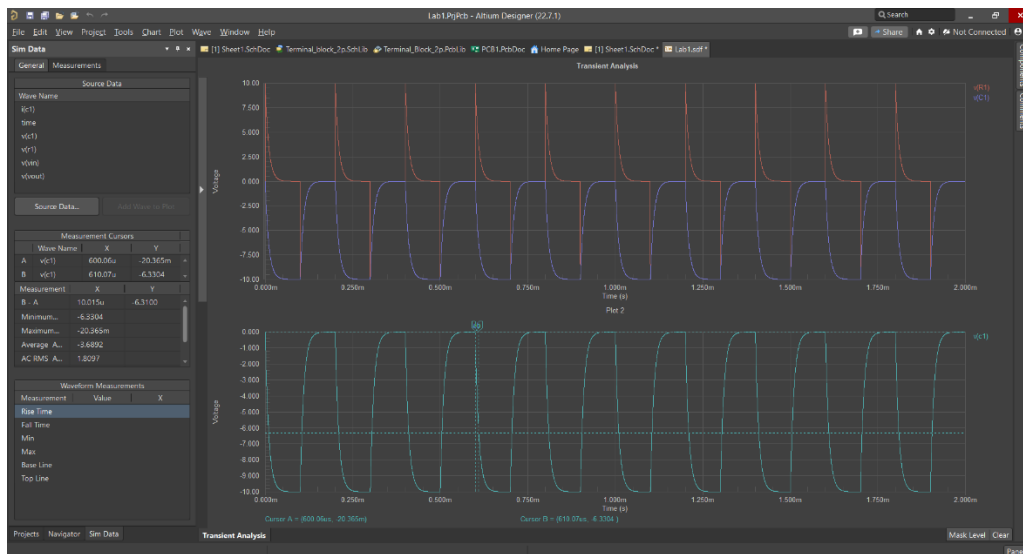 Lab1.PrjPcb - Altium Designer (22.7.1)
Search
File Edit View Project Tools Chart Plot Wave Window Help
Share
Not Connected
Sim Data
[1] Sheet1.SchDoc Terminal_block_2p.SchLib Terminal_Block_2p.PcbLib PCB1.PcbDoc Home Page [1] Sheet1.SchDoc * Lab1.sdf *
General Measurements
Source Data
Wave Name
i(c1)
time
v(c1)
v(r1)
v(vin)
v(vout)
Source Data... Add Wave to Plot
Measurement Cursors
Wave Name X Y
A v(c1) 600.06u -20.365m
B v(c1) 610.07u -6.3304
Measurement X Y
B - A 10.015u -6.3100
Minimum... -6.3304
Maximum... -20.365m
Average A... -3.6892
AC RMS A... 1.8097
Waveform Measurements
Measurement Value X
Rise Time
Fall Time
Min
Max
Base Line
Top Line
Projects Navigator Sim Data
Transient Analysis
v(R1)
v(C1)
Voltage
10.00
7.500
5.000
2.500
0.000
-2.500
-5.000
-7.500
-10.00
0.000m 0.250m 0.500m 0.750m 1.000m 1.250m 1.500m 1.750m 2.000m
Time (s)
Plot 2
v(c1)
Voltage
0.000
-1.000
-2.000
-3.000
-4.000
-5.000
-6.000
-7.000
-8.000
-9.000
-10.00
0.000m 0.250m 0.500m 0.750m 1.000m 1.250m 1.500m 1.750m 2.000m
Time (s)
Cursor A = (600.06u, -20.365m) Cursor B = (610.07u, -6.3304 )
Transient Analysis
Mask Level Clear
Components
Comments